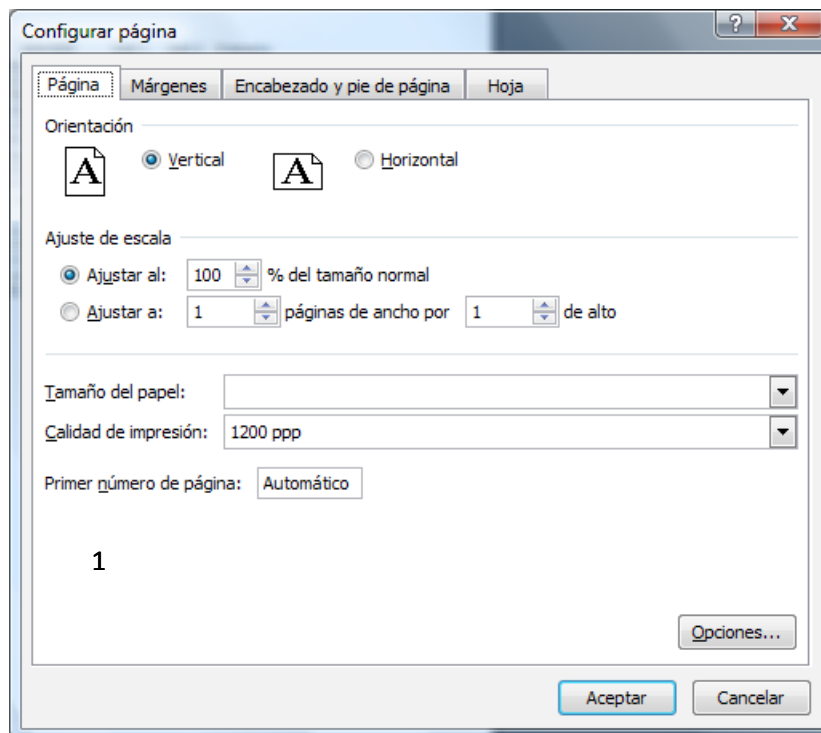 Configurar página
Página Márgenes Encabezado y pie de página Hoja
Orientación
A Vertical A Horizontal
Ajuste de escala
Ajustar al: 100 % del tamaño normal
Ajustar a: 1 páginas de ancho por 1 de alto
Tamaño del papel:
Calidad de impresión: 1200 ppp
Primer número de página: Automático
1
Opciones...
Aceptar Cancelar